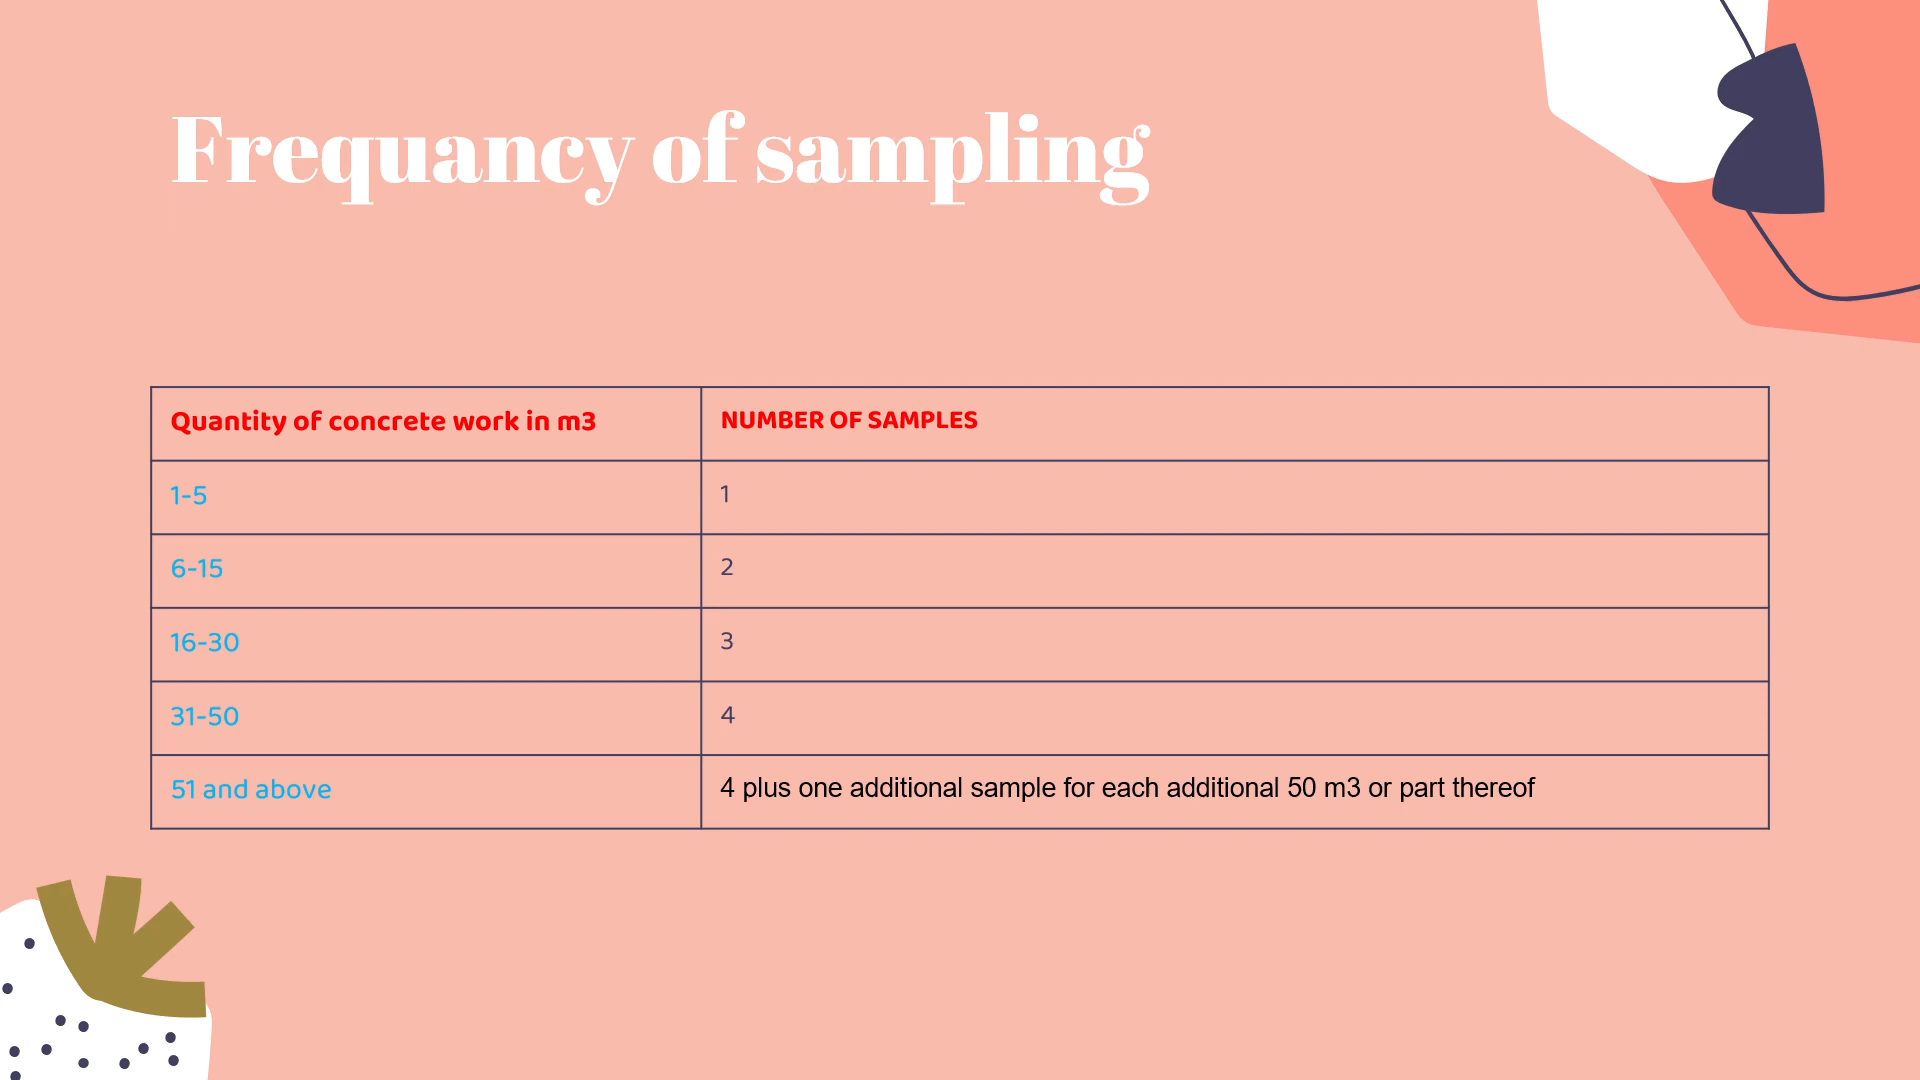 Frequancy of sampling
Quantity of concrete work in m3 NUMBER OF SAMPLES
1-5 1
6-15 2
16-30 3
31-50 4
51 and above 4 plus one additional sample for each additional 50 m3 or part thereof